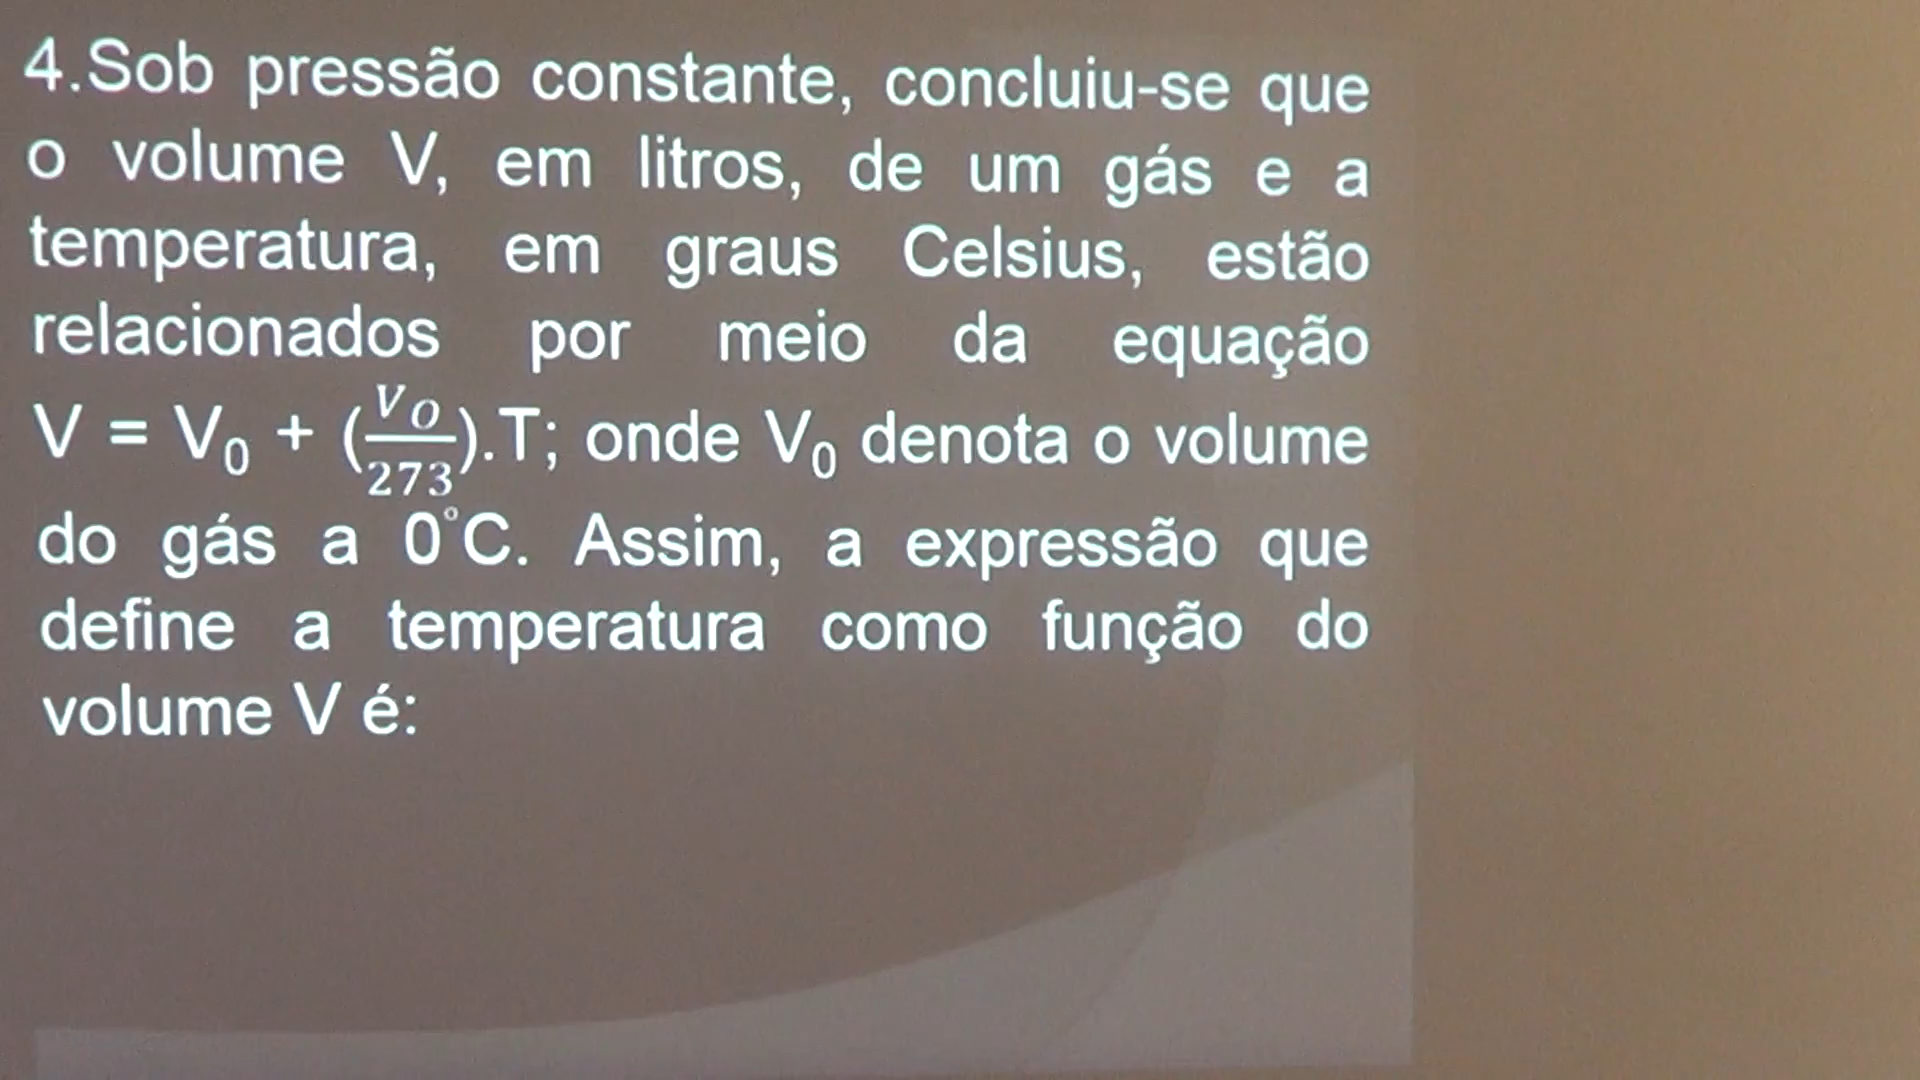 4.Sob pressão constante, concluiu-se que
o volume V, em litros, de um gás e a
temperatura, em graus Celsius, estão
relacionados por meio da equação
V = V₀ + (V₀/273).T; onde V₀ denota o volume
do gás a 0°C. Assim, a expressão que
define a temperatura como função do
volume V é: